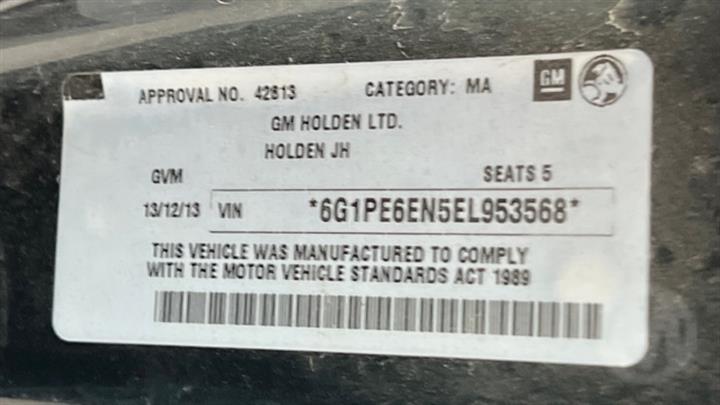 APPROVAL NO. 42613 CATEGORY: MA GM
GM HOLDEN LTD.
HOLDEN JH
GVM SEATS 5
13/12/13 VIN *6G1PE6EN5EL953568*
THIS VEHICLE WAS MANUFACTURED TO COMPLY
WITH THE MOTOR VEHICLE STANDARDS ACT 1989